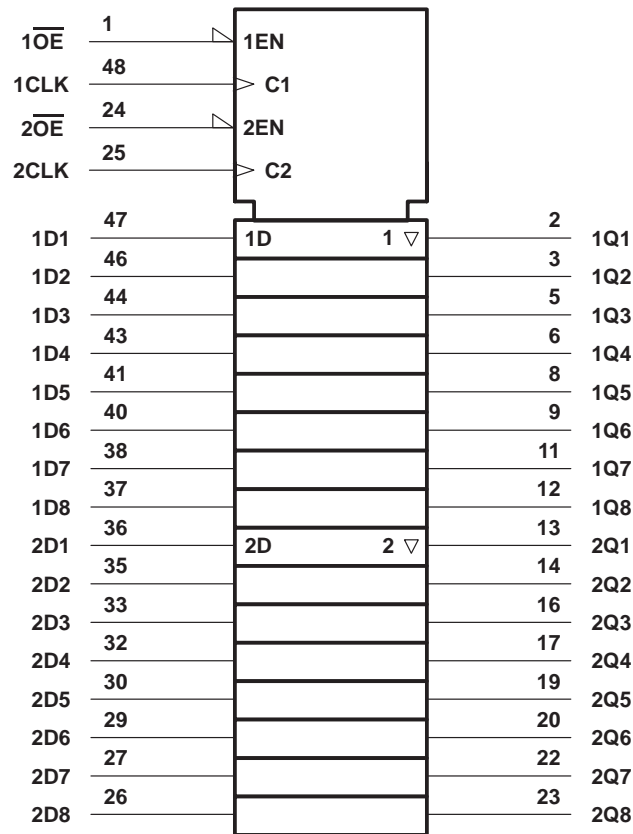 1O̅E̅ 1 1EN
1CLK 48 C1
2O̅E̅ 24 2EN
2CLK 25 C2
1D1 47 1D 1 ▽ 2 1Q1
1D2 46 3 1Q2
1D3 44 5 1Q3
1D4 43 6 1Q4
1D5 41 8 1Q5
1D6 40 9 1Q6
1D7 38 11 1Q7
1D8 37 12 1Q8
2D1 36 2D 2 ▽ 13 2Q1
2D2 35 14 2Q2
2D3 33 16 2Q3
2D4 32 17 2Q4
2D5 30 19 2Q5
2D6 29 20 2Q6
2D7 27 22 2Q7
2D8 26 23 2Q8